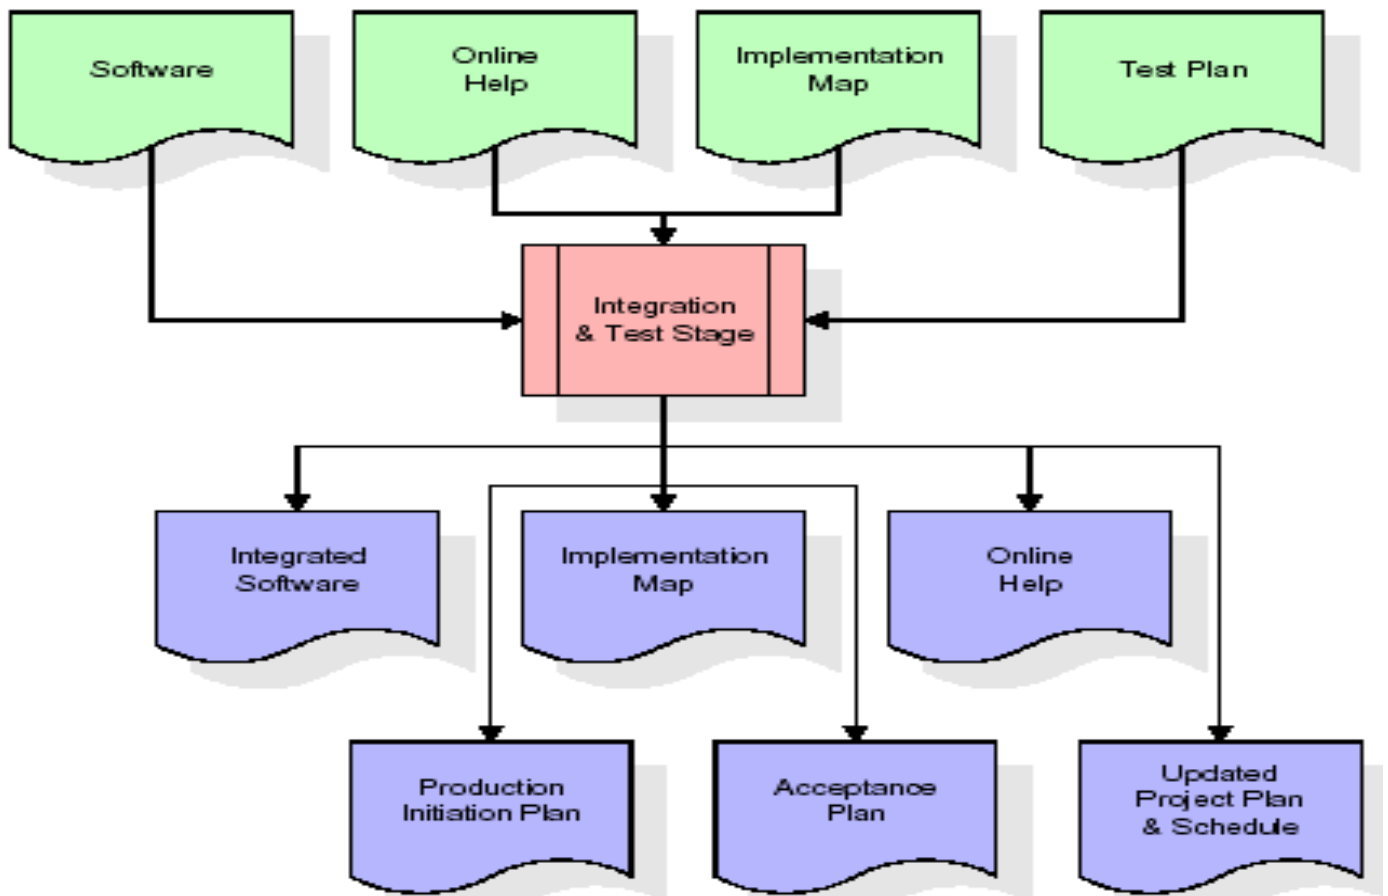 Software
Online
Help
Implementation
Map
Test Plan
Integration
& Test Stage
Integrated
Software
Implementation
Map
Online
Help
Production
Initiation Plan
Acceptance
Plan
Updated
Project Plan
& Schedule